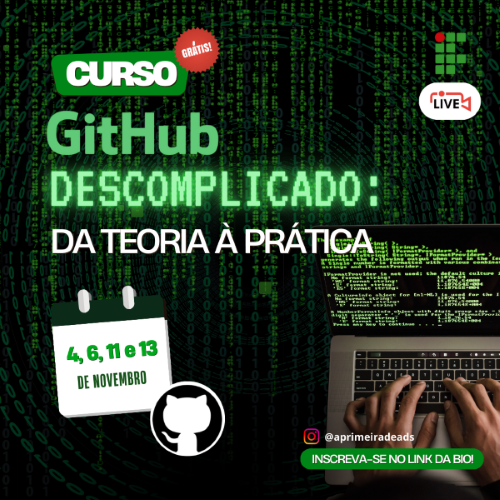 CURSO
GRÁTIS!
LIVE
GitHub
DESCOMPLICADO:
DA TEORIA À PRÁTICA
4, 6, 11 e 13
DE NOVEMBRO
@aprimeiradeads
INSCREVA-SE NO LINK DA BIO!